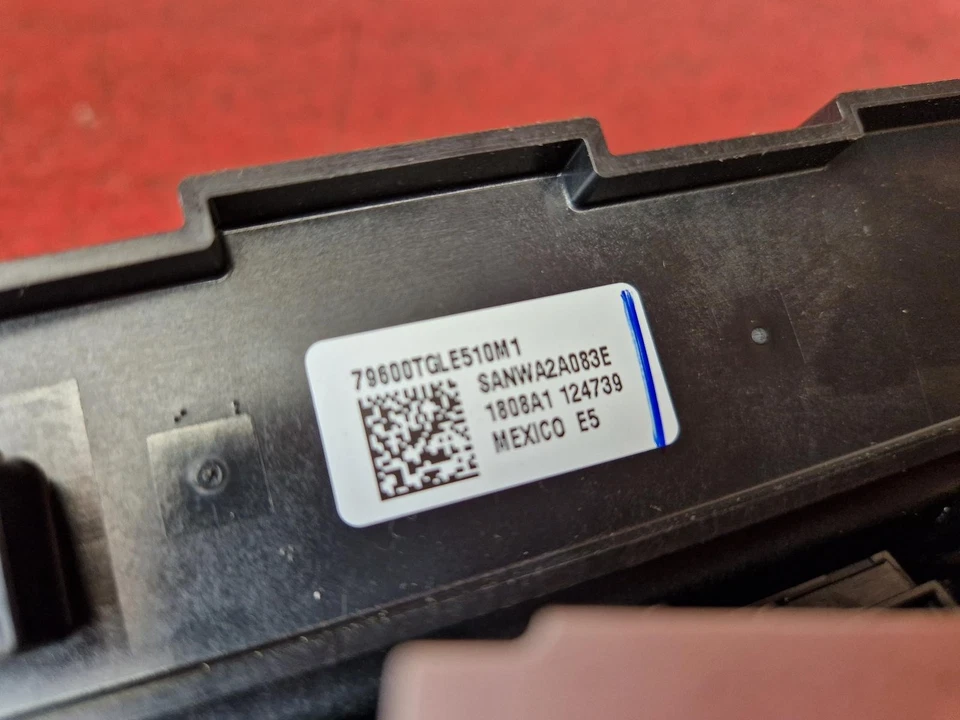 79600TGLE510M1
SANWA2A083E
1808A1 124739
MEXICO E5